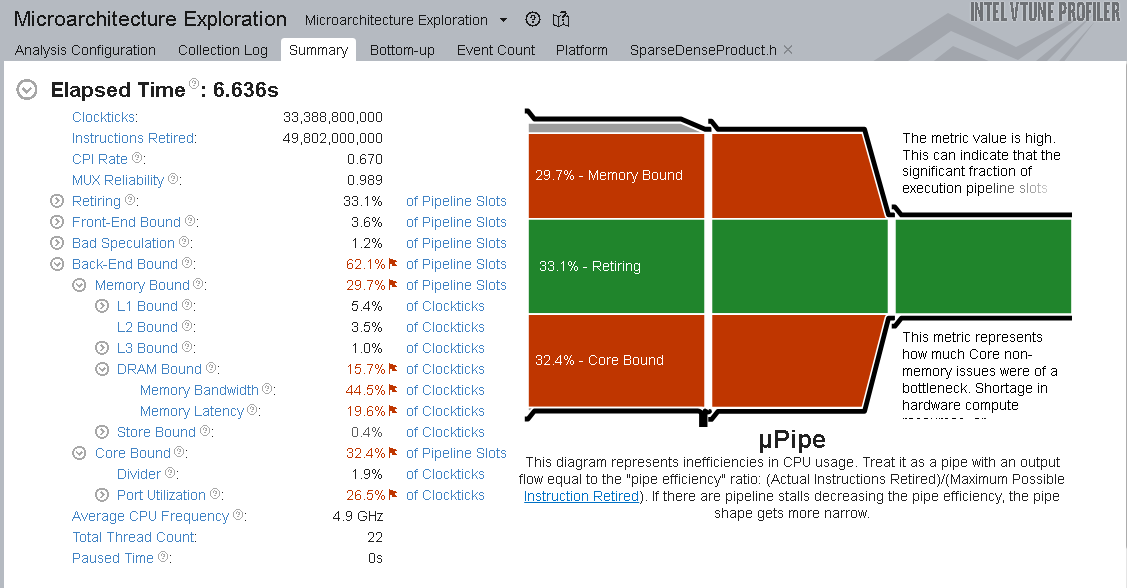 Microarchitecture Exploration Microarchitecture Exploration
INTEL VTUNE PROFILER
Analysis Configuration Collection Log Summary Bottom-up Event Count Platform SparseDenseProduct.h
Elapsed Time: 6.636s
Clockticks: 33,388,800,000
Instructions Retired: 49,802,000,000
CPI Rate: 0.670
MUX Reliability: 0.989
Retiring: 33.1% of Pipeline Slots
Front-End Bound: 3.6% of Pipeline Slots
Bad Speculation: 1.2% of Pipeline Slots
Back-End Bound: 62.1% of Pipeline Slots
Memory Bound: 29.7% of Pipeline Slots
L1 Bound: 5.4% of Clockticks
L2 Bound: 3.5% of Clockticks
L3 Bound: 1.0% of Clockticks
DRAM Bound: 15.7% of Clockticks
Memory Bandwidth: 44.5% of Clockticks
Memory Latency: 19.6% of Clockticks
Store Bound: 0.4% of Clockticks
Core Bound: 32.4% of Pipeline Slots
Divider: 1.9% of Clockticks
Port Utilization: 26.5% of Clockticks
Average CPU Frequency: 4.9 GHz
Total Thread Count: 22
Paused Time: 0s
29.7% - Memory Bound
33.1% - Retiring
32.4% - Core Bound
The metric value is high.
This can indicate that the
significant fraction of
execution pipeline slots
This metric represents
how much Core non-
memory issues were of a
bottleneck. Shortage in
hardware compute
µPipe
This diagram represents inefficiencies in CPU usage. Treat it as a pipe with an output
flow equal to the "pipe efficiency" ratio: (Actual Instructions Retired)/(Maximum Possible
Instruction Retired). If there are pipeline stalls decreasing the pipe efficiency, the pipe
shape gets more narrow.